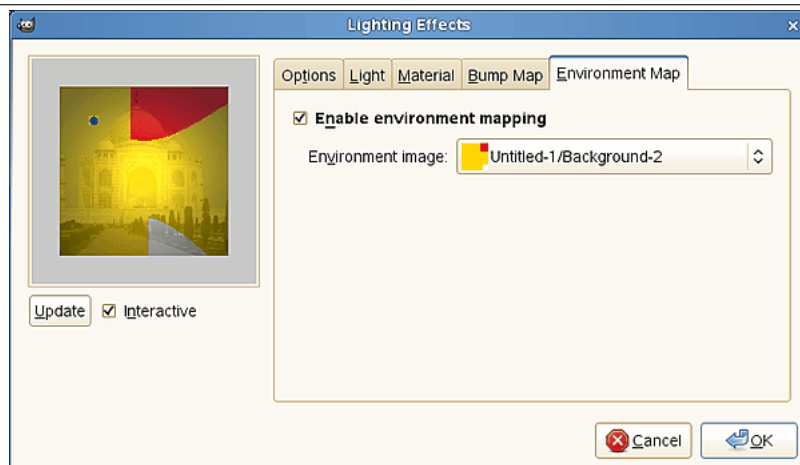 Lighting Effects
Options Light Material Bump Map Environment Map
Enable environment mapping
Environment image: Untitled-1/Background-2
Update Interactive
Cancel OK